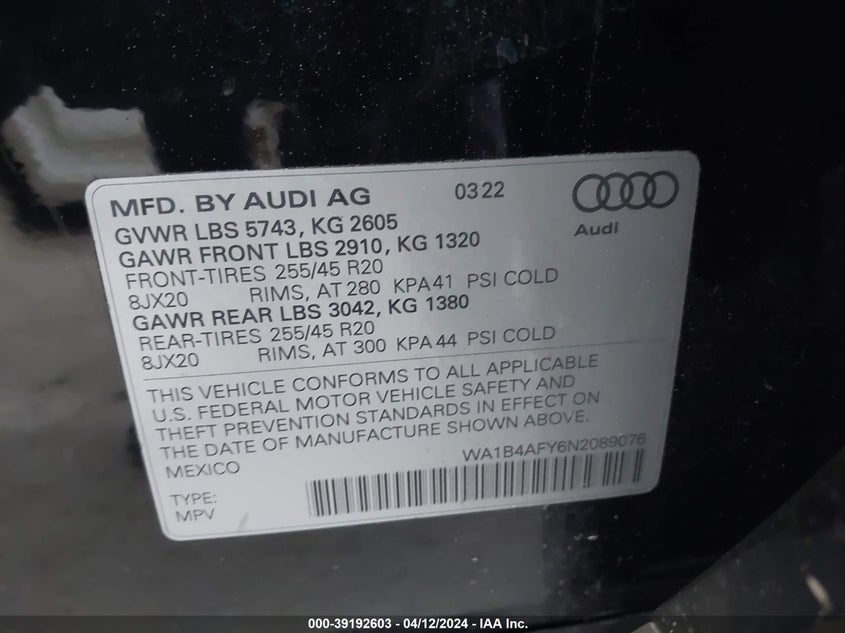 MFD. BY AUDI AG 0322
Audi
GVWR LBS 5743, KG 2605
GAWR FRONT LBS 2910, KG 1320
FRONT-TIRES 255/45 R20
8JX20 RIMS, AT 280 KPA 41 PSI COLD
GAWR REAR LBS 3042, KG 1380
REAR-TIRES 255/45 R20
8JX20 RIMS, AT 300 KPA 44 PSI COLD
THIS VEHICLE CONFORMS TO ALL APPLICABLE
U.S. FEDERAL MOTOR VEHICLE SAFETY AND
THEFT PREVENTION STANDARDS IN EFFECT ON
THE DATE OF MANUFACTURE SHOWN ABOVE.
MEXICO WA1B4AFY6N2089076
TYPE:
MPV
000-39192603 - 04/12/2024 - IAA Inc.